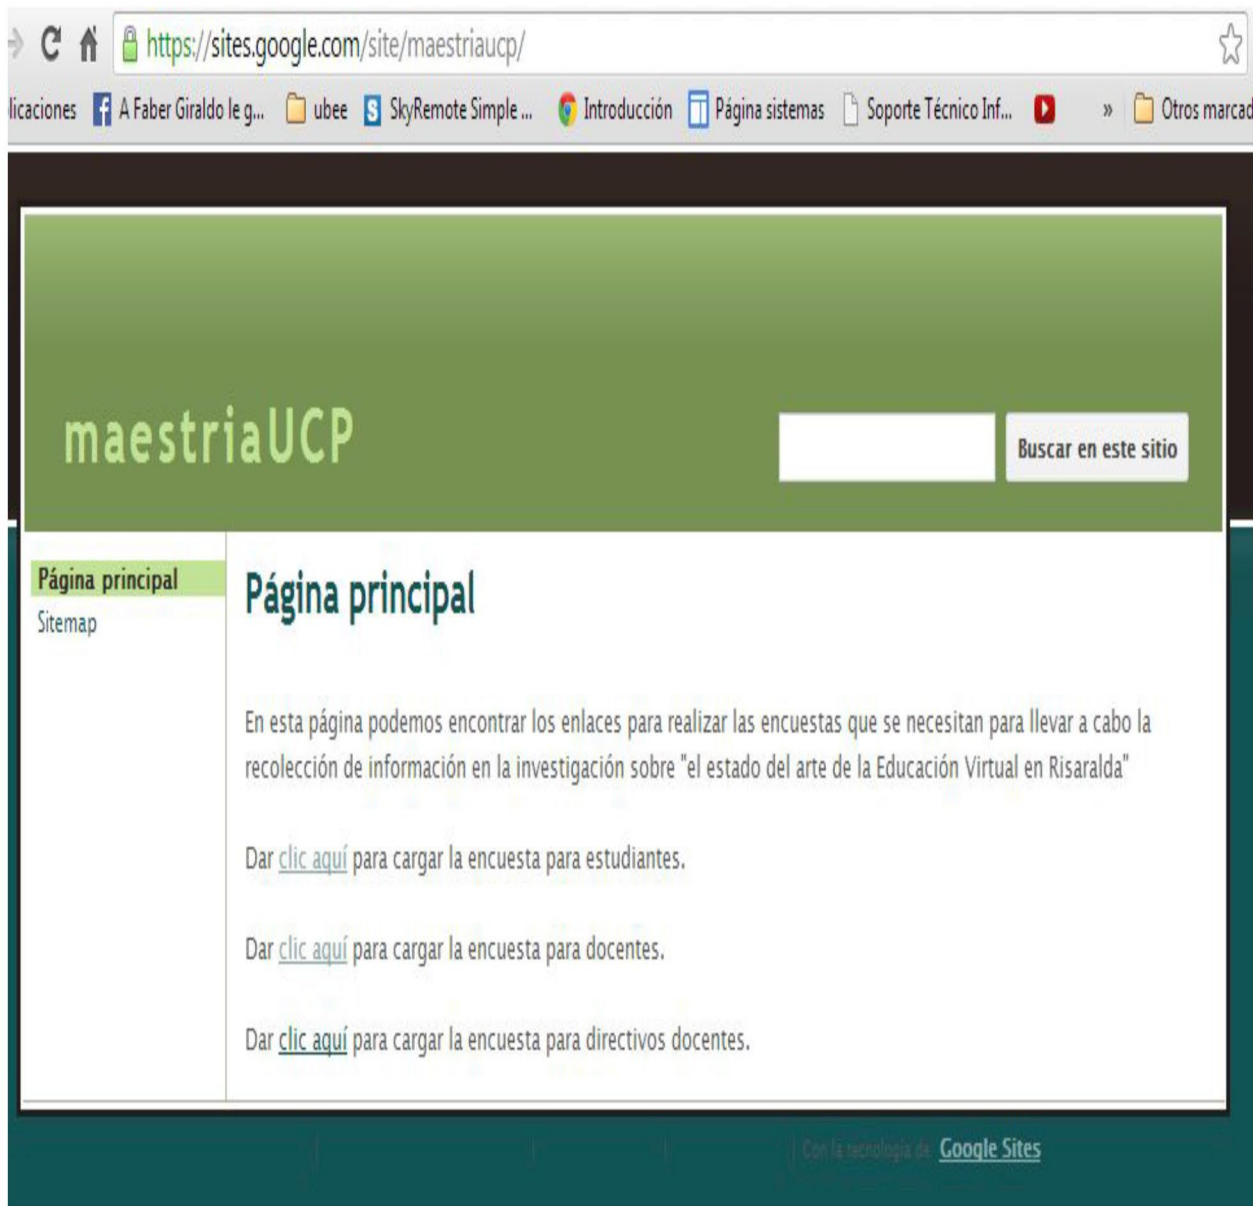 https://sites.google.com/site/maestriaucp/
licaciones A Faber Giraldo le g... ubee SkyRemote Simple ... Introducción Página sistemas Soporte Técnico Inf... » Otros marcad
maestriaUCP
Buscar en este sitio
Página principal
Sitemap
Página principal
En esta página podemos encontrar los enlaces para realizar las encuestas que se necesitan para llevar a cabo la
recolección de información en la investigación sobre "el estado del arte de la Educación Virtual en Risaralda"
Dar clic aquí para cargar la encuesta para estudiantes.
Dar clic aquí para cargar la encuesta para docentes.
Dar clic aquí para cargar la encuesta para directivos docentes.
Con la tecnología de Google Sites